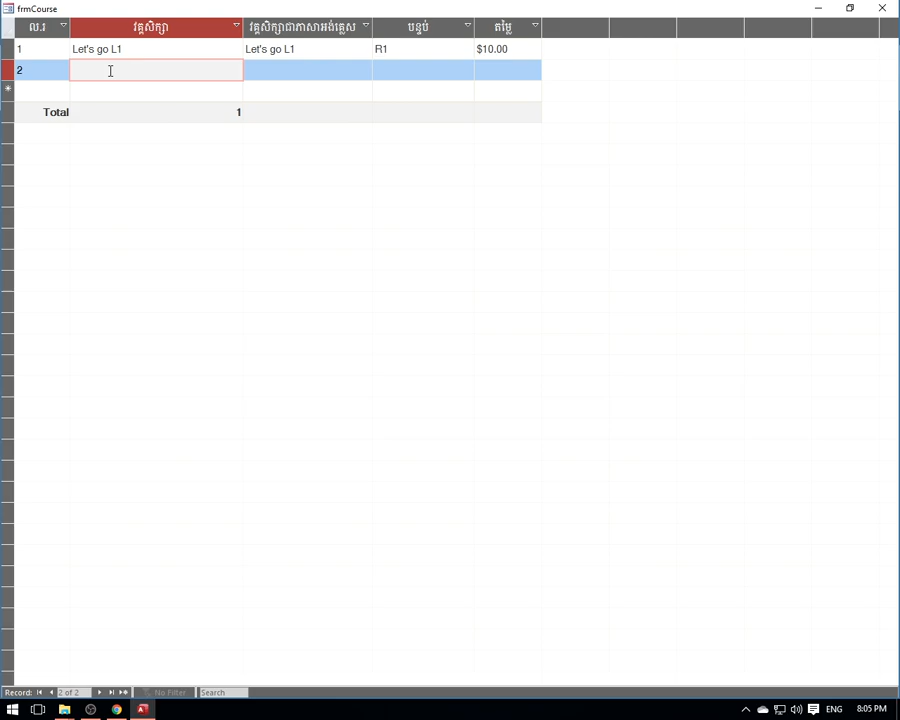 frmCourse
ល.រ វគ្គសិក្សា វគ្គសិក្សាជាភាសាអង់គ្លេស បន្ទប់ តម្លៃ
1 Let's go L1 Let's go L1 R1 $10.00
2
Total 1
Record: 2 of 2 No Filter Search
ENG 8:05 PM